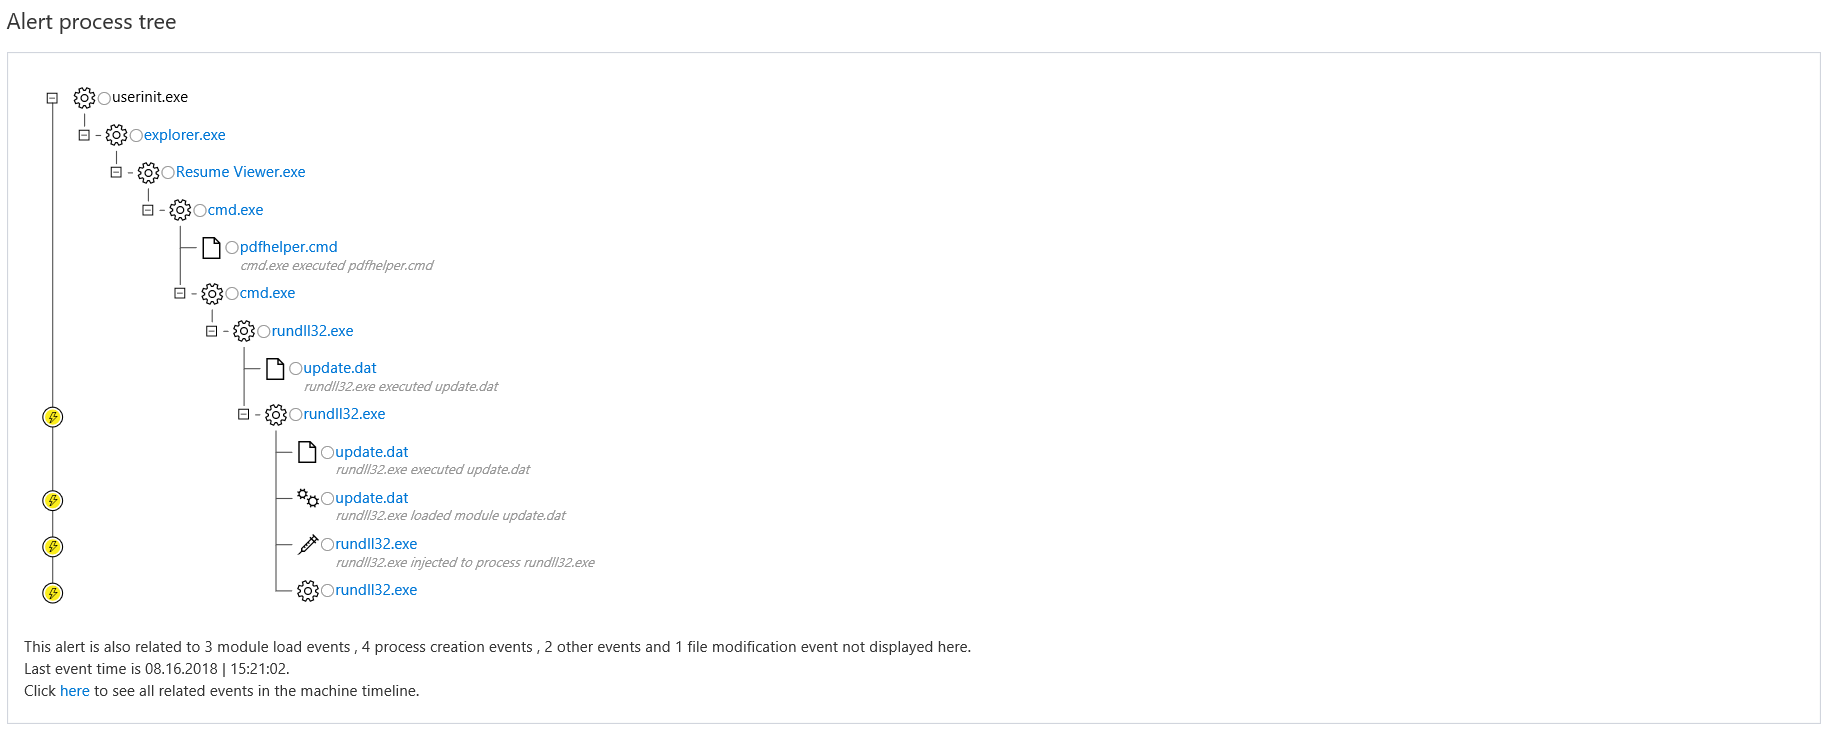 Alert process tree
userinit.exe
explorer.exe
Resume Viewer.exe
cmd.exe
pdfhelper.cmd
cmd.exe executed pdfhelper.cmd
cmd.exe
rundll32.exe
update.dat
rundll32.exe executed update.dat
rundll32.exe
update.dat
rundll32.exe executed update.dat
update.dat
rundll32.exe loaded module update.dat
rundll32.exe
rundll32.exe injected to process rundll32.exe
rundll32.exe
This alert is also related to 3 module load events , 4 process creation events , 2 other events and 1 file modification event not displayed here.
Last event time is 08.16.2018 | 15:21:02.
Click here to see all related events in the machine timeline.